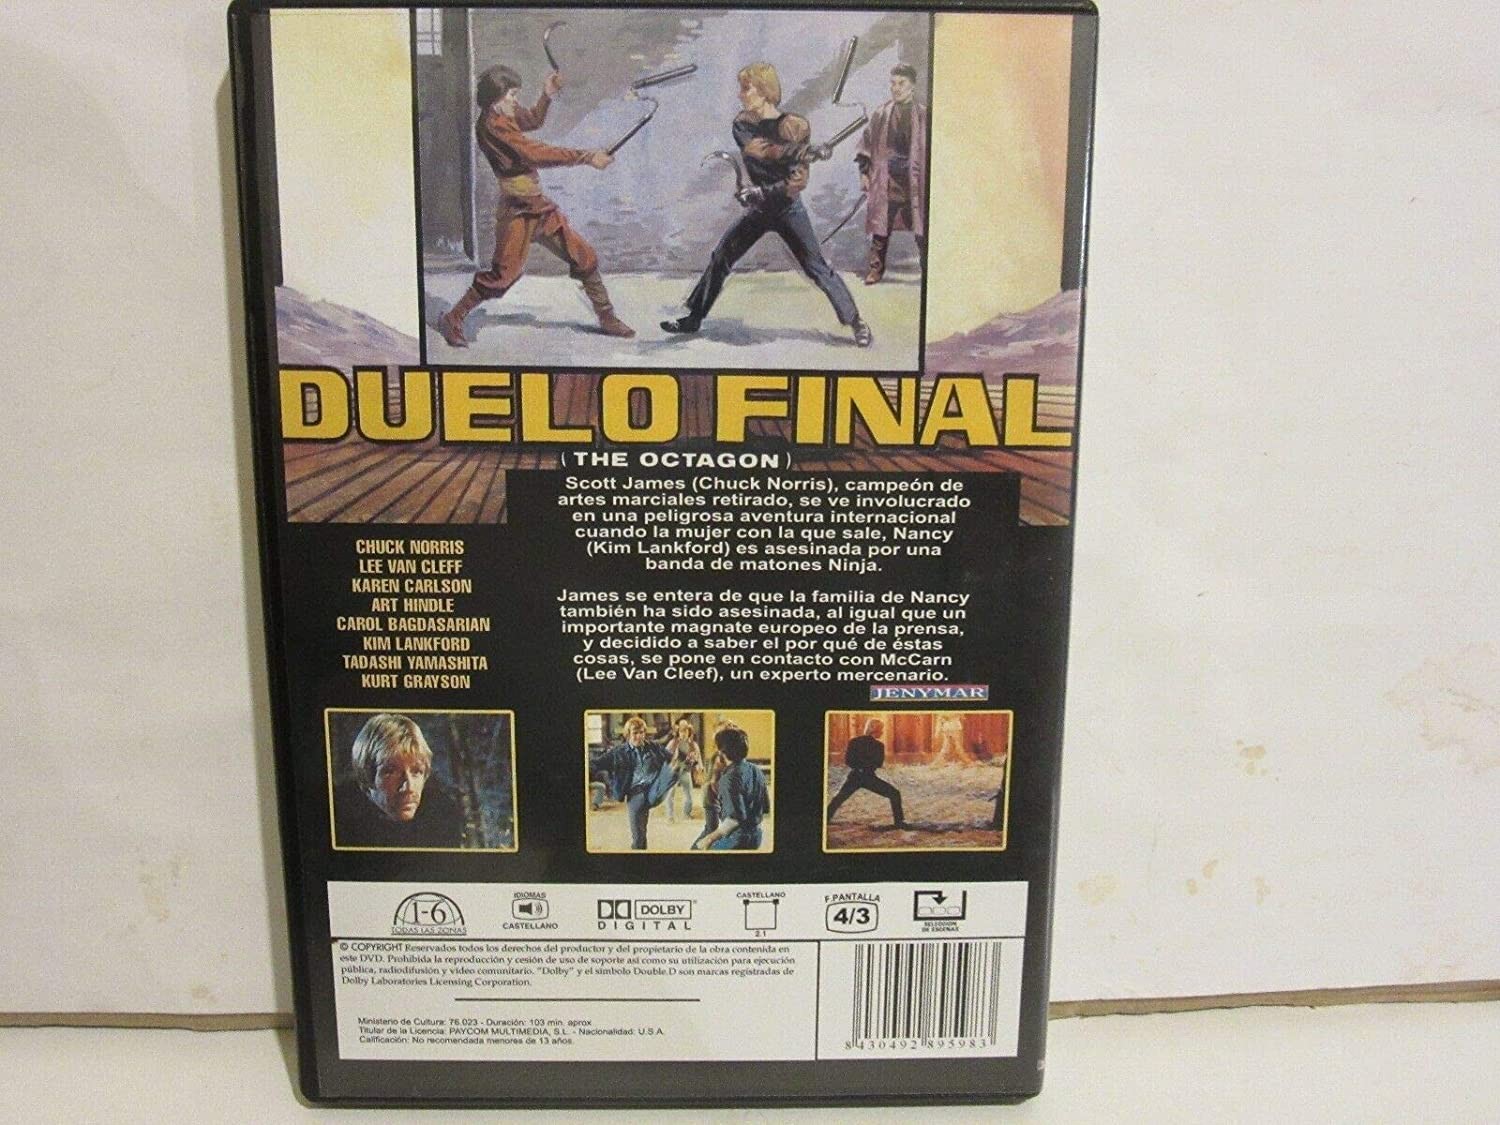 DUELO FINAL
(THE OCTAGON)
Scott James (Chuck Norris), campeón de
artes marciales retirado, se ve involucrado
en una peligrosa aventura internacional
cuando la mujer con la que sale, Nancy
(Kim Lankford) es asesinada por una
banda de matones Ninja.
James se entera de que la familia de Nancy
también ha sido asesinada, al igual que un
importante magnate europeo de la prensa,
y decidido a saber el por qué de éstas
cosas, se pone en contacto con McCarn
(Lee Van Cleef), un experto mercenario.
JENYMAR
CHUCK NORRIS
LEE VAN CLEFF
KAREN CARLSON
ART HINDLE
CAROL BAGDASARIAN
KIM LANKFORD
TADASHI YAMASHITA
KURT GRAYSON
1-6
TODAS LAS ZONAS
IDIOMAS
CASTELLANO
DOLBY
DIGITAL
CASTELLANO
2.1
F. PANTALLA
4/3
SELECCION
DE ESCENAS
© COPYRIGHT Reservados todos los derechos del productor y del propietario de la obra contenida en
este DVD. Prohibida la reproducción y cesión de uso de soporte así como su utilización para ejecución
pública, radiodifusión y video comunitario. "Dolby" y el símbolo Double.D son marcas registradas de
Dolby Laboratories Licensing Corporation.
Ministerio de Cultura: 76.023 - Duración: 103 min. aprox
Titular de la Licencia: PAYCOM MULTIMEDIA, S.L. - Nacionalidad: U.S.A.
Calificación: No recomendada menores de 13 años.
8 430492 895983